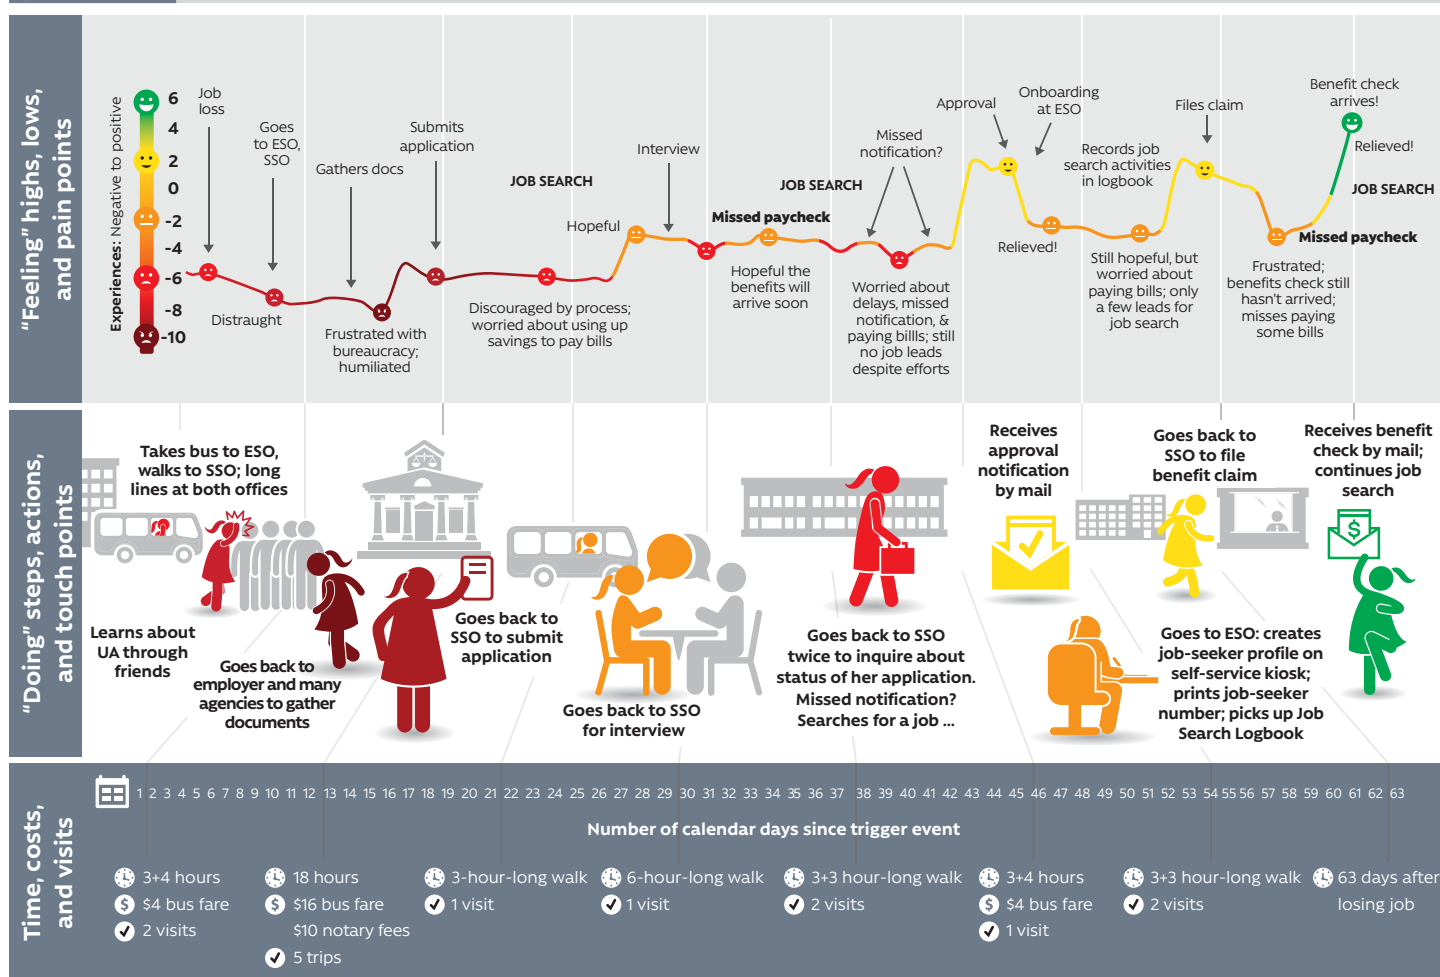 "Feeling" highs, lows,
and pain points
Experiences: Negative to positive
6
4
2
0
-2
-4
-6
-8
-10
Job
loss
Goes
to ESO,
SSO
Distraught
Gathers docs
Frustrated with
bureaucracy;
humiliated
Submits
application
JOB SEARCH
Discouraged by process;
worried about using up
savings to pay bills
Hopeful
Interview
Missed paycheck
JOB SEARCH
Hopeful the
benefits will
arrive soon
Missed
notification?
Worried about
delays, missed
notification, &
paying billls; still
no job leads
despite efforts
Approval
Onboarding
at ESO
Relieved!
Records job
search activities
in logbook
Still hopeful, but
worried about
paying bills; only
a few leads for
job search
Files claim
Frustrated;
benefits check still
hasn't arrived;
misses paying
some bills
Missed paycheck
Benefit check
arrives!
Relieved!
JOB SEARCH
"Doing" steps, actions,
and touch points
Takes bus to ESO,
walks to SSO; long
lines at both offices
Learns about
UA through
friends
Goes back to
employer and many
agencies to gather
documents
Goes back to
SSO to submit
application
Goes back to SSO
for interview
Goes back to SSO
twice to inquire about
status of her application.
Missed notification?
Searches for a job ...
Receives
approval
notification
by mail
Goes back to
SSO to file
benefit claim
Goes to ESO: creates
job-seeker profile on
self-service kiosk;
prints job-seeker
number; picks up Job
Search Logbook
Receives benefit
check by mail;
continues job
search
$
Time, costs,
and visits
1 2 3 4 5 6 7 8 9 10 11 12 13 14 15 16 17 18 19 20 21 22 23 24 25 26 27 28 29 30 31 32 33 34 35 36 37 38 39 40 41 42 43 44 45 46 47 48 49 50 51 52 53 54 55 56 57 58 59 60 61 62 63
Number of calendar days since trigger event
3+4 hours
$ $4 bus fare
2 visits
18 hours
$ $16 bus fare
$10 notary fees
5 trips
3-hour-long walk
1 visit
6-hour-long walk
1 visit
3+3 hour-long walk
2 visits
3+4 hours
$ $4 bus fare
1 visit
3+3 hour-long walk
2 visits
63 days after
losing job